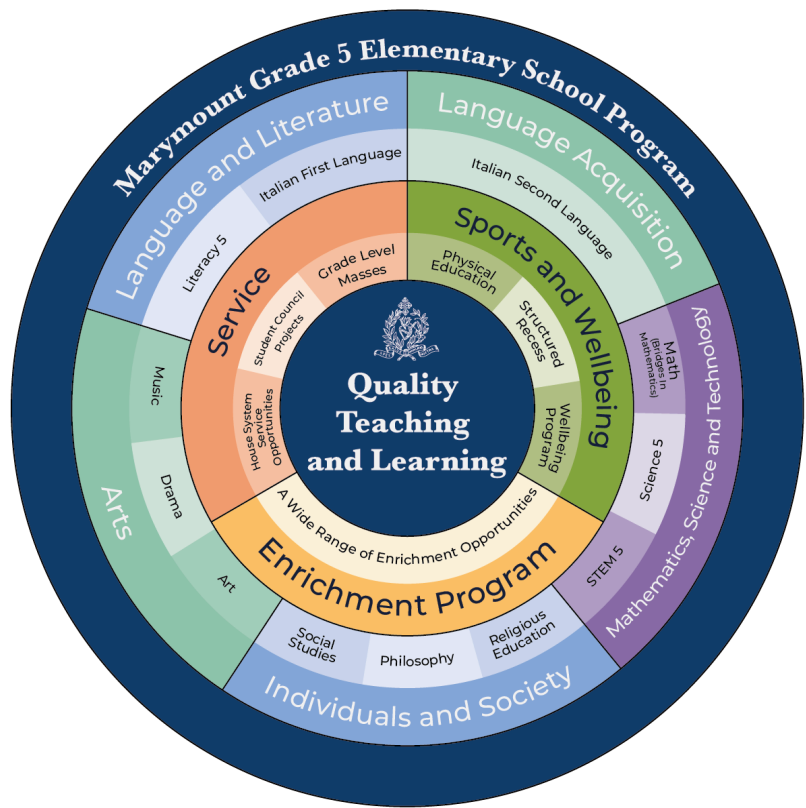 Marymount Grade 5 Elementary School Program
Language and Literature
Literacy 5
Italian First Language
Language Acquisition
Italian Second Language
Mathematics, Science and Technology
Math
(Bridges In
Mathematics)
Science 5
STEM 5
Individuals and Society
Religious
Education
Philosophy
Social
Studies
Arts
Art
Drama
Music
Service
House System
Service
Opportunities
Student Council
Projects
Grade Level
Masses
Sports and Wellbeing
Physical
Education
Structured
Recess
Wellbeing
Program
Enrichment Program
A Wide Range of Enrichment Opportunities
Quality
Teaching
and Learning